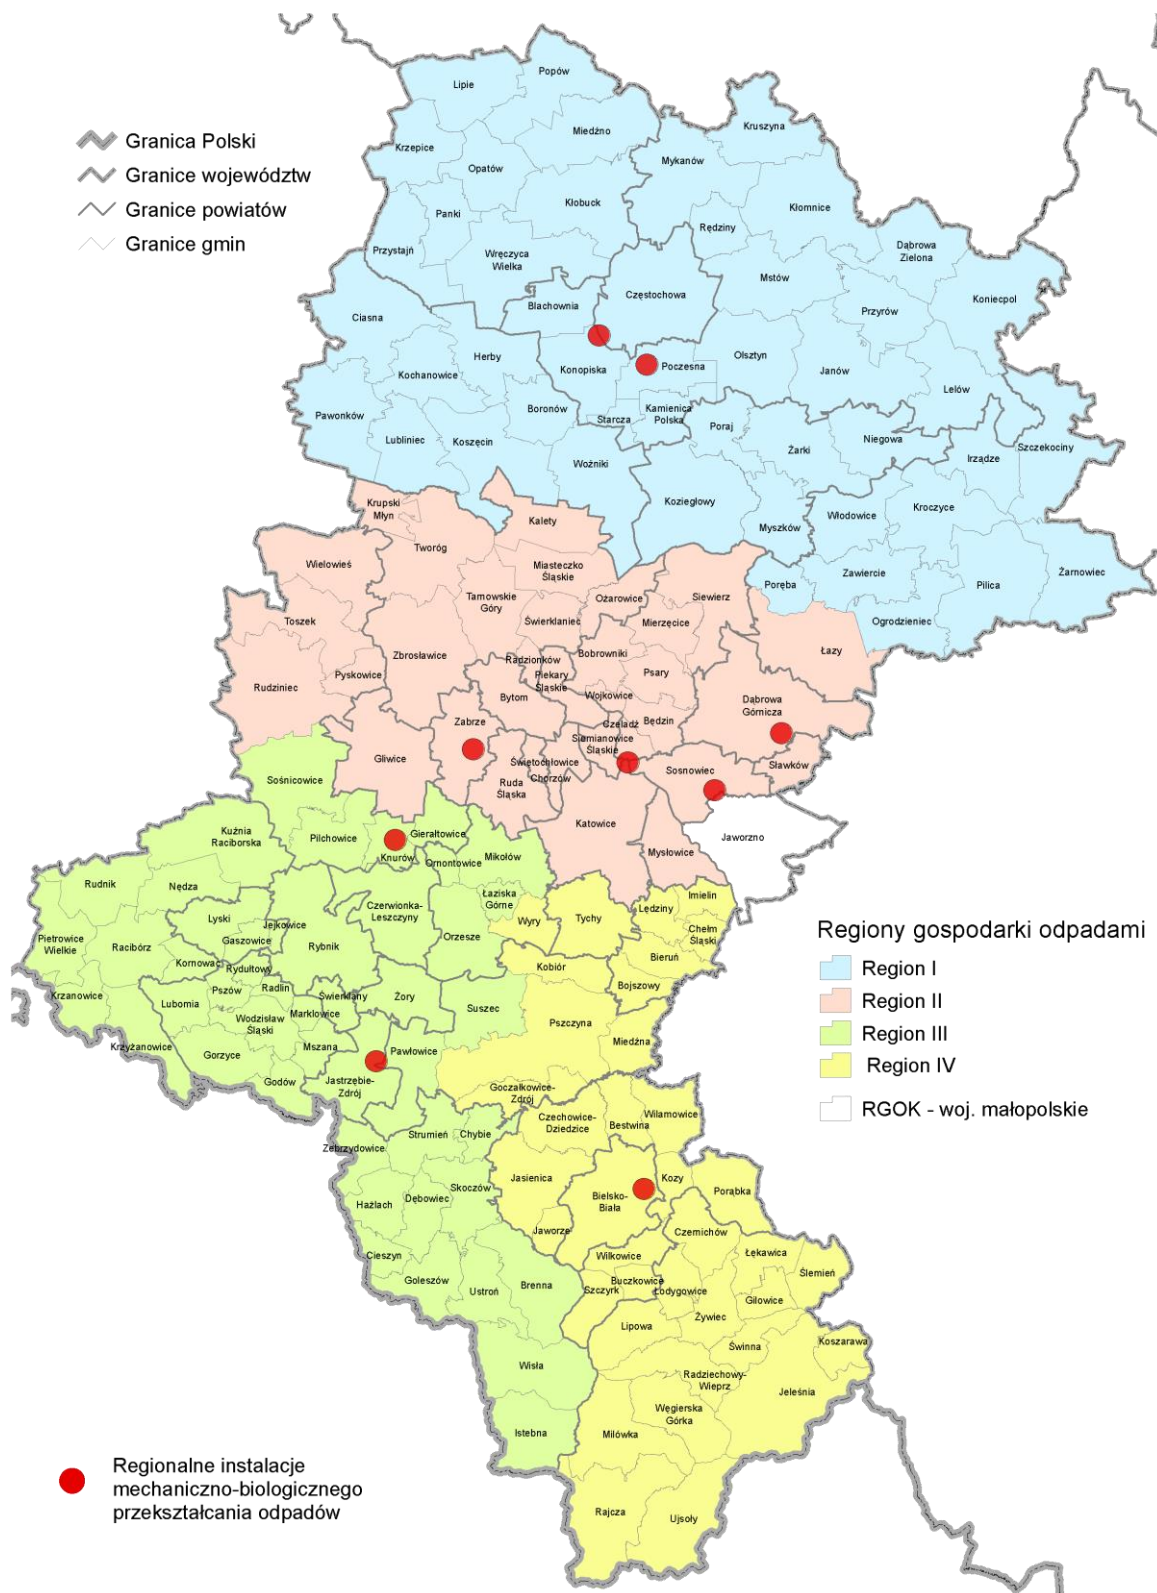 Granica Polski
Granice województw
Granice powiatów
Granice gmin
Lipie
Popów
Miedźno
Kruszyna
Krzepice
Opatów
Mykanów
Kłobuck
Kłomnice
Panki
Rędziny
Przystajń
Wręczyca
Wielka
Dąbrowa
Zielona
Mstów
Częstochowa
Koniecpol
Blachownia
Przyrów
Ciasna
Herby
Konopiska
Poczesna
Olsztyn
Janów
Kochanowice
Lelów
Pawonków
Boronów
Starcza
Kamienica
Polska
Poraj
Lubliniec
Koszęcin
Żarki
Niegowa
Szczekociny
Irządze
Woźniki
Koziegłowy
Myszków
Włodowice
Kroczyce
Krupski
Młyn
Kalety
Tworóg
Wielowieś
Miasteczko
Śląskie
Poręba
Zawiercie
Pilica
Żarnowiec
Tarnowskie
Góry
Ożarowice
Siewierz
Toszek
Świerklaniec
Mierzęcice
Ogrodzieniec
Łazy
Zbrosławice
Radzionków
Bobrowniki
Rudziniec
Pyskowice
Piekary
Śląskie
Psary
Bytom
Wojkowice
Dąbrowa
Górnicza
Zabrze
Czeladź
Będzin
Siemianowice
Śląskie
Gliwice
Świętochłowice
Chorzów
Sosnowiec
Sławków
Sośnicowice
Ruda
Śląska
Katowice
Jaworzno
Kuźnia
Raciborska
Pilchowice
Gierałtowice
Knurów
Ornontowice
Mikołów
Mysłowice
Rudnik
Nędza
Łaziska
Górne
Imielin
Lędziny
Czerwionka-
Leszczyny
Wyry
Tychy
Chełm
Śląski
Lyski
Jejkowice
Pietrowice
Wielkie
Racibórz
Gaszowice
Rybnik
Orzesze
Bieruń
Kornowac
Rydułtowy
Kobiór
Bojszowy
Krzanowice
Lubomia
Pszów
Radlin
Świerklany
Żory
Suszec
Wodzisław
Śląski
Marklowice
Pszczyna
Miedźna
Krzyżanowice
Gorzyce
Mszana
Pawłowice
Godów
Jastrzębie-
Zdrój
Goczałkowice-
Zdrój
Czechowice-
Dziedzice
Bestwina
Wilamowice
Zebrzydowice
Strumień
Chybie
Jasienica
Kozy
Porąbka
Hażlach
Dębowiec
Skoczów
Bielsko-
Biała
Jaworze
Czernichów
Cieszyn
Goleszów
Ustroń
Brenna
Wilkowice
Łękawica
Ślemień
Szczyrk
Buczkowice
Łodygowice
Gilowice
Żywiec
Lipowa
Świnna
Koszarawa
Wisła
Radziechowy-
Wieprz
Jeleśnia
Istebna
Milówka
Węgierska
Górka
Rajcza
Ujsoły
Regiony gospodarki odpadami
Region I
Region II
Region III
Region IV
RGOK - woj. małopolskie
Regionalne instalacje
mechaniczno-biologicznego
przekształcania odpadów